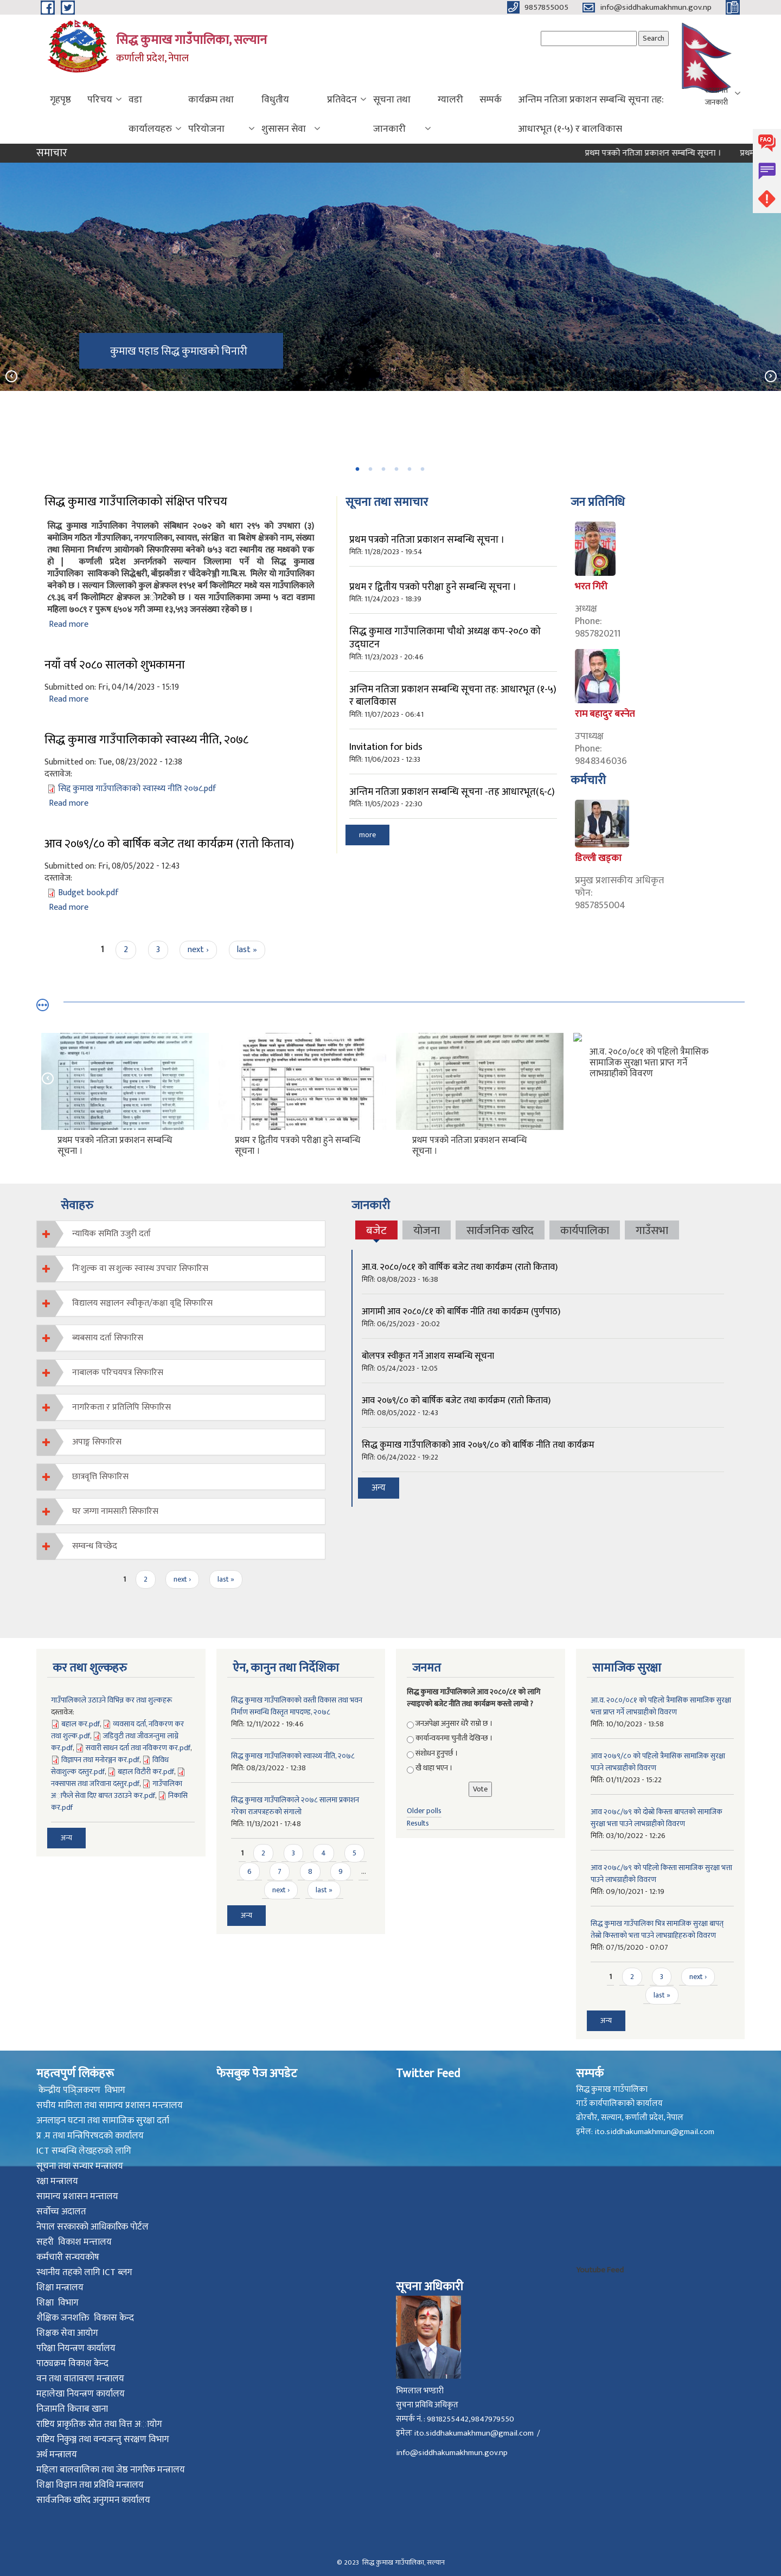 9857855005
info@siddhakumakhmun.gov.np
सिद्ध कुमाख गाउँपालिका, सल्यान
कर्णाली प्रदेश, नेपाल
Search
गृहपृष्ठ
परिचय
वडा
कार्यालयहरु
कार्यक्रम तथा
परियोजना
विधुतीय
शुसासन सेवा
प्रतिवेदन
सूचना तथा
जानकारी
ग्यालरी
सम्पर्क
अन्तिम नतिजा प्रकाशन सम्बन्धि सूचना तह:
आधारभूत (१-५) र बालविकास
जानकारी
समाचार
प्रथम पत्रको नतिजा प्रकाशन सम्बन्धि सूचना ।
प्रथम
FAQ
कुमाख पहाड सिद्ध कुमाखको चिनारी
सिद्ध कुमाख गाउँपालिकाको संक्षिप्त परिचय
सिद्ध कुमाख गाउँपालिका नेपालको संबिधान २०७२ को धारा २९५ को उपधारा (३)
बमोजिम गठित गाँउपालिका, नगरपालिका, स्वायत्त, संरक्षित वा बिशेष क्षेत्रको नाम, संख्या
तथा सिमाना निर्धारण आयोगको सिफारिसमा बनेको ७५३ वटा स्थानीय तह मध्यको एक
हो | कर्णाली प्रदेश अन्तर्गतको सल्यान जिल्लामा पर्ने यो सिद्ध कुमाख
गाउँपालिका साविकको सिद्धेश्वरी, बाँझकाँडा र चाँदेकरेञ्जी गा.बि.स. मिलेर यो गाउँपालिका
बनेको छ । सल्यान जिल्लाको कुल क्षेत्रफल १९५१ बर्ग किलोमिटर मध्ये यस गाउँपालिकाले
८९.३६ वर्ग किलोमिटर क्षेत्रफल अोगटेको छ । यस गाउँपालिकामा जम्मा ५ वटा वडामा
महिला ७०८९ र पुरूष ६५०४ गरी जम्मा १३,५९३ जनसख्या रहेको छ ।
Read more
नयाँ वर्ष २०८० सालको शुभकामना
Submitted on: Fri, 04/14/2023 - 15:19
Read more
सिद्ध कुमाख गाउँपालिकाको स्वास्थ्य नीति, २०७८
Submitted on: Tue, 08/23/2022 - 12:38
दस्तावेज:
सिद्द कुमाख गाउँपालिकाको स्वास्थ्य नीति २०७८.pdf
Read more
आव २०७९/८० को बार्षिक बजेट तथा कार्यक्रम (रातो किताव)
Submitted on: Fri, 08/05/2022 - 12:43
दस्तावेज:
Budget book.pdf
Read more
1 2 3 next › last »
सूचना तथा समाचार
प्रथम पत्रको नतिजा प्रकाशन सम्बन्धि सूचना ।
मिति: 11/28/2023 - 19:54
प्रथम र द्वितीय पत्रको परीक्षा हुने सम्बन्धि सूचना ।
मिति: 11/24/2023 - 18:39
सिद्ध कुमाख गाउँपालिकामा चौथो अध्यक्ष कप-२०८० को
उद्घाटन
मिति: 11/23/2023 - 20:46
अन्तिम नतिजा प्रकाशन सम्बन्धि सूचना तह: आधारभूत (१-५)
र बालविकास
मिति: 11/07/2023 - 06:41
Invitation for bids
मिति: 11/06/2023 - 12:33
अन्तिम नतिजा प्रकाशन सम्बन्धि सूचना -तह आधारभूत(६-८)
मिति: 11/05/2023 - 22:30
more
जन प्रतिनिधि
भरत गिरी
अध्यक्ष
Phone:
9857820211
राम बहादुर बस्नेत
उपाध्यक्ष
Phone:
9848346036
कर्मचारी
डिल्ली खड्का
प्रमुख प्रशासकीय अधिकृत
फोन:
9857855004
प्रथम पत्रको नतिजा प्रकाशन सम्बन्धि
सूचना ।
प्रथम र द्वितीय पत्रको परीक्षा हुने सम्बन्धि
सूचना ।
प्रथम पत्रको नतिजा प्रकाशन सम्बन्धि
सूचना ।
आ.व. २०८०/०८१ को पहिलो त्रैमासिक
सामाजिक सुरक्षा भत्ता प्राप्त गर्ने
लाभग्राहीको विवरण
सेवाहरु
न्यायिक समिति उजुरी दर्ता
निःशुल्क वा सःशुल्क स्वास्थ उपचार सिफारिस
विद्यालय सञ्चालन स्वीकृत/कक्षा वृद्दि सिफारिस
ब्यबसाय दर्ता सिफारिस
नाबालक परिचयपत्र सिफारिस
नागरिकता र प्रतिलिपि सिफारिस
अपाङ्ग सिफारिस
छात्रवृत्ति सिफारिस
घर जग्गा नामसारी सिफारिस
सम्वन्ध विच्छेद
1 2 next › last »
जानकारी
बजेट योजना सार्वजनिक खरिद कार्यपालिका गाउँसभा
आ.व. २०८०/०८१ को वार्षिक बजेट तथा कार्यक्रम (रातो किताव)
मिति: 08/08/2023 - 16:38
आगामी आव २०८०/८१ को बार्षिक नीति तथा कार्यक्रम (पुर्णपाठ)
मिति: 06/25/2023 - 20:02
बोलपत्र स्वीकृत गर्ने आशय सम्बन्धि सूचना
मिति: 05/24/2023 - 12:05
आव २०७९/८० को बार्षिक बजेट तथा कार्यक्रम (रातो किताव)
मिति: 08/05/2022 - 12:43
सिद्ध कुमाख गाउँपालिकाको आव २०७९/८० को बार्षिक नीति तथा कार्यक्रम
मिति: 06/24/2022 - 19:22
अन्य
कर तथा शुल्कहरु
गाउँपालिकाले उठाउने विभिन्न कर तथा शुल्कहरू
दस्तावेज:
बहाल कर.pdf, व्यवसाय दर्ता, नविकरण कर
तथा शुल्क.pdf, जडिवुटी तथा जीवजन्तुमा लाग्ने
कर.pdf, सवारी साधन दर्ता तथा नविकरण कर.pdf,
विज्ञापन तथा मनोरञ्जन कर.pdf, विविध
सेवाशुल्क दस्तुर.pdf, बहाल विटौरी कर.pdf,
नक्सापास तथा जरिवाना दस्तुर.pdf, गाउँपालिका
अाफैले सेवा दिए बापत उठाउने कर.pdf, निकासि
कर.pdf
अन्य
ऐन, कानुन तथा निर्देशिका
सिद्ध कुमाख गाउँपालिकाको वस्ती विकास तथा भवन
निर्माण सम्वन्धि विस्तृत मापदण्ड, २०७८
मिति: 12/11/2022 - 19:46
सिद्ध कुमाख गाउँपालिकाको स्वास्थ्य नीति, २०७८
मिति: 08/23/2022 - 12:38
सिद्ध कुमाख गाउँपालिकाले २०७८ सालमा प्रकाशन
गरेका राजपत्रहरुको संगालो
मिति: 11/13/2021 - 17:48
1 2 3 4 5
6 7 8 9 …
next › last »
अन्य
जनमत
सिद्ध कुमाख गाउँपालिकाले आव २०८०/८१ को लागि
ल्याइएको बजेट नीति तथा कार्यक्रम कस्तो लाग्यो ?
जनअपेक्षा अनुसार धेरै राम्रो छ ।
कार्यान्वयनमा चुनौती देखिन्छ ।
संशोधन हुनुपर्छ ।
खै थाहा भएन ।
Vote
Older polls
Results
सामाजिक सुरक्षा
आ.व. २०८०/०८१ को पहिलो त्रैमासिक सामाजिक सुरक्षा
भत्ता प्राप्त गर्ने लाभग्राहीको विवरण
मिति: 10/10/2023 - 13:58
आव २०७९/८० को पहिलो त्रैमासिक सामाजिक सुरक्षा
भत्ता पाउने लाभग्राहीको विवरण
मिति: 01/11/2023 - 15:22
आव २०७८/७९ को दोस्रो किस्ता बापतको सामाजिक
सुरक्षा भत्ता पाउने लाभग्राहीको विवरण
मिति: 03/10/2022 - 12:26
आव २०७८/७९ को पहिलो किस्ता सामाजिक सुरक्षा भत्ता
पाउने लाभग्राहीको विवरण
मिति: 09/10/2021 - 12:19
सिद्ध कुमाख गाउँपालिका भित्र सामाजिक सुरक्षा बापत्
तेस्रो किस्ताको भत्ता पाउने लाभग्राहिहरुको विवरण
मिति: 07/15/2020 - 07:07
1 2 3 next ›
last »
अन्य
महत्वपुर्ण लिकंहरू
केन्द्रीय पञ्जिकरण विभाग
सघीय मामिला तथा सामान्य प्रशासन मन्त्रालय
अनलाइन घटना तथा सामाजिक सुरक्षा दर्ता
प्र .म तथा मन्त्रिपरिषदको कार्यालय
ICT सम्बन्धि लेखहरुको लागि
सूचना तथा सन्चार मन्त्रालय
रक्षा मन्त्रालय
सामान्य प्रशासन मन्त्तालय
सर्वोच्च अदालत
नेपाल सरकारको आधिकारिक पोर्टल
सहरी विकाश मन्त्तालय
कर्मचारी सन्चयकोष
स्थानीय तहको लागि ICT ब्लग
शिक्षा मन्त्रालय
शिक्षा विभाग
शैक्षिक जनशक्ति विकास केन्द
शिक्षक सेवा आयोग
परिक्षा नियन्त्रण कार्यालय
पाठ्यक्रम विकाश केन्द
वन तथा वातावरण मन्त्रालय
महालेखा नियन्त्रण कार्यालय
निजामति किताब खाना
राष्टिय प्राकृतिक स्रोत तथा वित्त अायोग
राष्टिय निकुञ्ज तथा वन्यजन्तु सरक्षण विभाग
अर्थ मन्त्रालय
महिला बालवालिका तथा जेष्ठ नागरिक मन्त्रालय
शिक्षा विज्ञान तथा प्रविधि मन्त्रालय
सार्वजनिक खरिद अनुगमन कार्यालय
फेसबुक पेज अपडेट
Twitter Feed
सूचना अधिकारी
भिमलाल भण्डारी
सुचना प्रविधि अधिकृत
सम्पर्क नं. : 9818255442,9847979550
इमेलः ito.siddhakumakhmun@gmail.com /
info@siddhakumakhmun.gov.np
सम्पर्क
सिद्ध कुमाख गाउँपालिका
गाउँ कार्यपालिकाको कार्यालय
ढोरचौर, सल्यान, कर्णाली प्रदेश, नेपाल
इमेल: ito.siddhakumakhmun@gmail.com
© 2023 सिद्ध कुमाख गाउँपालिका, सल्यान